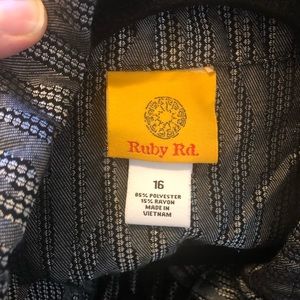 Ruby Rd.
16
85% POLYESTER
15% RAYON
MADE IN
VIETNAM